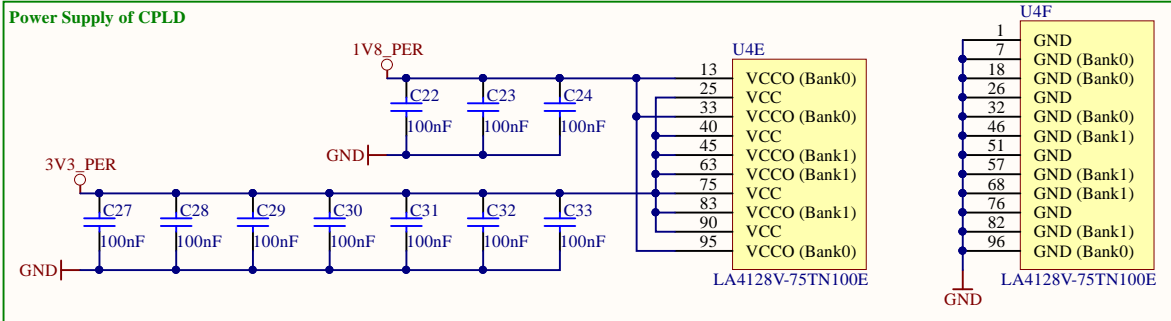 Power Supply of CPLD
1V8_PER
C22 C23 C24
100nF 100nF 100nF
GND
3V3_PER
C27 C28 C29 C30 C31 C32 C33
100nF 100nF 100nF 100nF 100nF 100nF 100nF
GND
U4E
13 VCCO (Bank0)
25 VCC
33 VCCO (Bank0)
40 VCC
45 VCCO (Bank1)
63 VCCO (Bank1)
75 VCC
83 VCCO (Bank1)
90 VCC
95 VCCO (Bank0)
LA4128V-75TN100E
U4F
1 GND
7 GND (Bank0)
18 GND (Bank0)
26 GND
32 GND (Bank0)
46 GND (Bank1)
51 GND
57 GND (Bank1)
68 GND (Bank1)
76 GND
82 GND (Bank1)
96 GND (Bank0)
LA4128V-75TN100E
GND